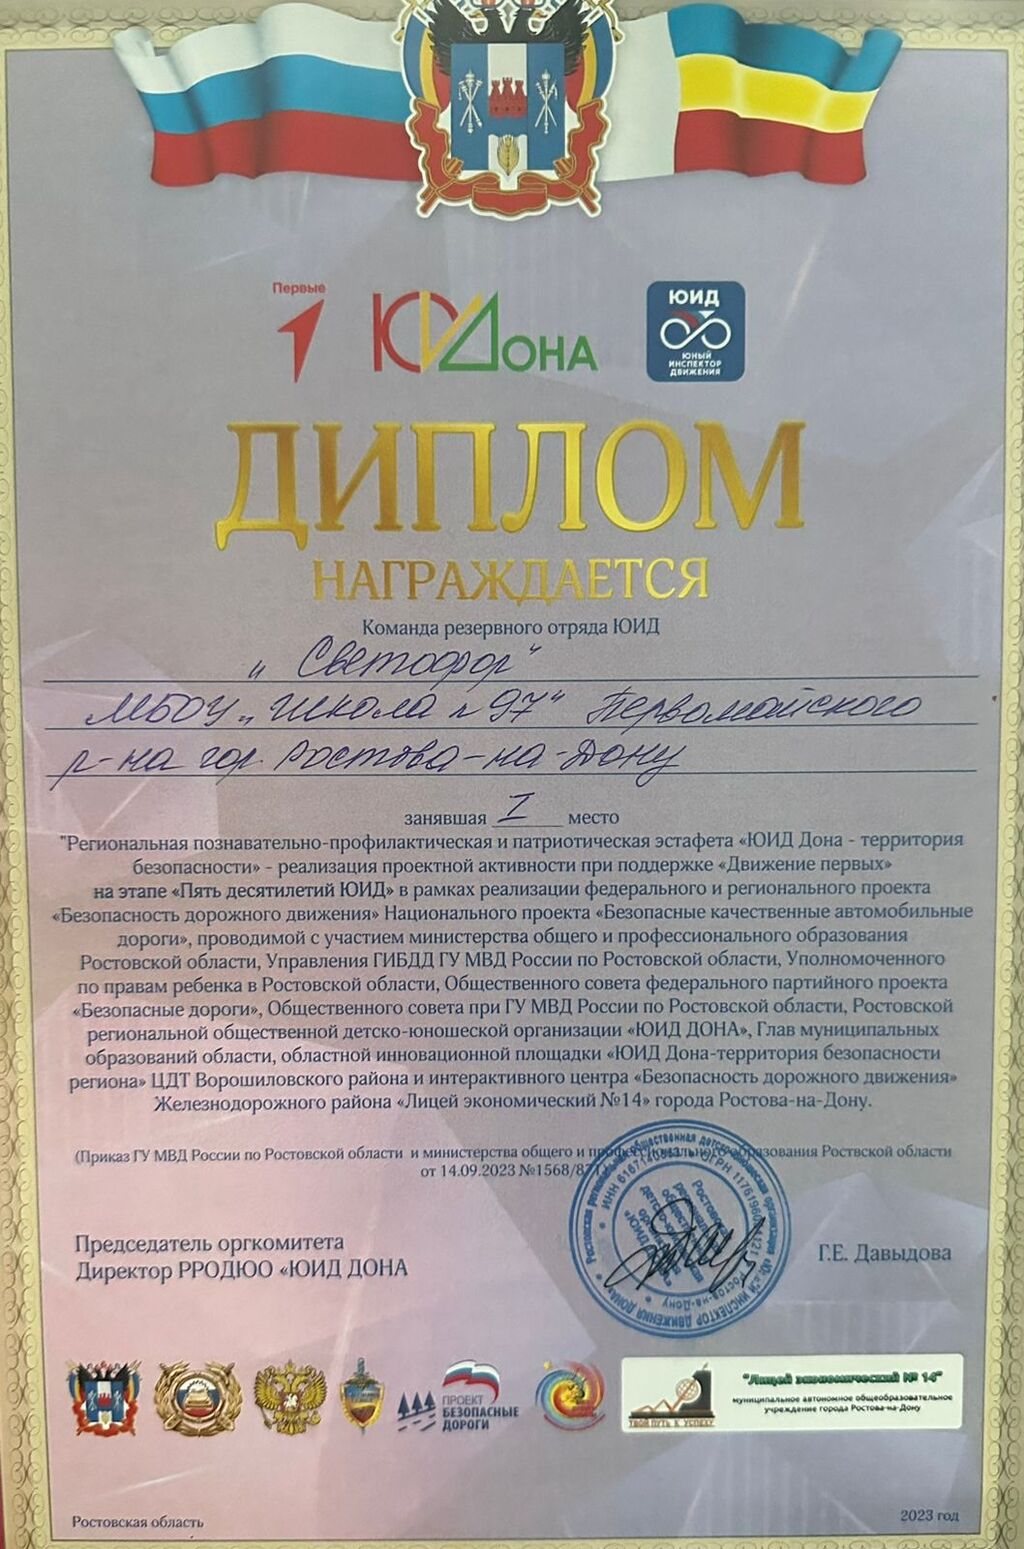 Первые
ЮИДОНА
ЮИД
ЮНЫЙ
ИНСПЕКТОР
ДВИЖЕНИЯ
ДИПЛОМ
НАГРАЖДАЕТСЯ
Команда резервного отряда ЮИД
„ Светофор“
МБОУ „Школа № 97“ Первомайского
р-на гор. Ростова-на-Дону
занявшая I место
"Региональная познавательно-профилактическая и патриотическая эстафета «ЮИД Дона - территория
безопасности» - реализация проектной активности при поддержке «Движение первых»
на этапе «Пять десятилетий ЮИД» в рамках реализации федерального и регионального проекта
«Безопасность дорожного движения» Национального проекта «Безопасные качественные автомобильные
дороги», проводимой с участием министерства общего и профессионального образования
Ростовской области, Управления ГИБДД ГУ МВД России по Ростовской области, Уполномоченного
по правам ребенка в Ростовской области, Общественного совета федерального партийного проекта
«Безопасные дороги», Общественного совета при ГУ МВД России по Ростовской области, Ростовской
региональной общественной детско-юношеской организации «ЮИД ДОНА», Глав муниципальных
образований области, областной инновационной площадки «ЮИД Дона-территория безопасности
региона» ЦДТ Ворошиловского района и интерактивного центра «Безопасность дорожного движения»
Железнодорожного района «Лицей экономический №14» города Ростова-на-Дону.
(Приказ ГУ МВД России по Ростовской области и министерства общего и профессионального образования Роствской области
от 14.09.2023 №1568/871
Председатель оргкомитета
Директор РРОДЮО «ЮИД ДОНА
Г.Е. Давыдова
ПРОЕКТ
БЕЗОПАСНЫЕ
ДОРОГИ
ТВОЙ ПУТЬ К УСПЕХУ
"Лицей экономический № 14"
муниципальное автономное общеобразовательное
учреждение города Ростова-на-Дону
Ростовская область
2023 год